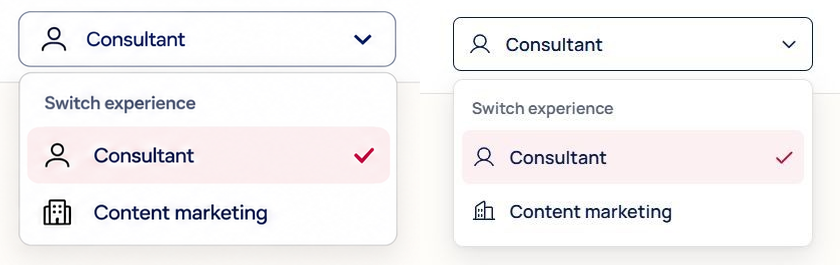 Consultant
Switch experience
Consultant
Content marketing
Consultant
Switch experience
Consultant
Content marketing